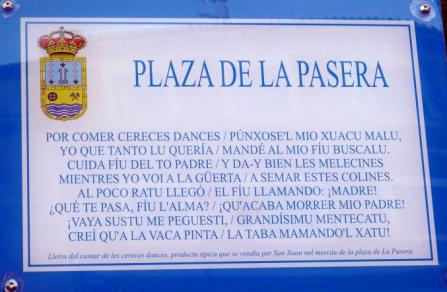 PLAZA DE LA PASERA
POR COMER CERECES DANCES / PÚNXOSE'L MIO XUACU MALU,
YO QUE TANTO LU QUERÍA / MANDÉ AL MIO FÍU BUSCALU.
CUIDA FÍU DEL TO PADRE / Y DA-Y BIEN LES MELECINES
MIENTRES YO VOI A LA GÜERTA / A SEMAR ESTES COLINES.
AL POCO RATU LLEGÓ / EL FÍU LLAMANDO: ¡MADRE!
¿QUÉ TE PASA, FÍU L'ALMA? / ¡QU'ACABA MORRER MIO PADRE!
¡VAYA SUSTU ME PEGUESTI, / GRANDÍSIMU MENTECATU,
CREÍ QU'A LA VACA PINTA / LA TABA MAMANDO'L XATU!
Lletra del cantar de les cereces dances, productu típicu que se vendía per San Xuan nel mercáu de la plaza de La Pasera.